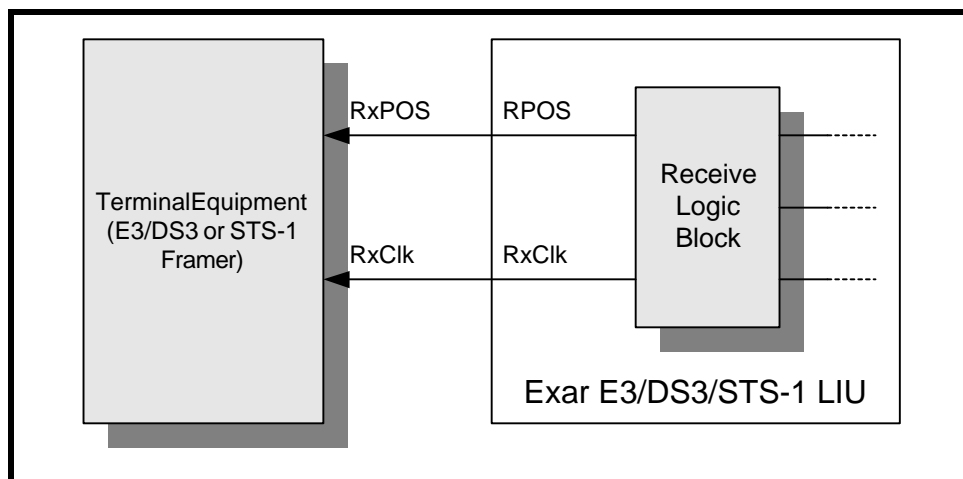 RxPOS
RPOS
TerminalEquipment
(E3/DS3 or STS-1
Framer)
Receive
Logic
Block
RxClk
RxClk
Exar E3/DS3/STS-1 LIU